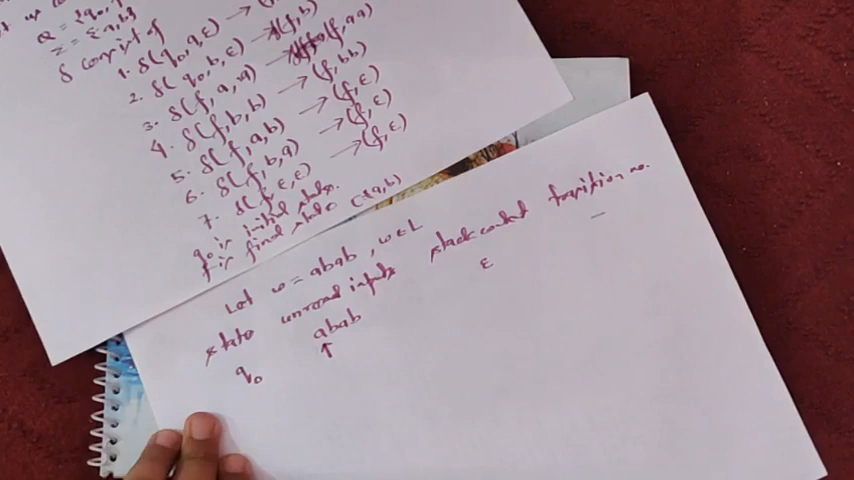 Q = {q0, q
Σ = {a,b}
δ consist of
1. δ(q0,q,ε) →
2. δ(q0,b,ε) → (f,b)
3. δ(f,a,a) → (f,aa)
4. δ(f,b,b) → (f,bb)
5. δ(f,a,b) → (f,ε)
6. δ(f,b,a) → (f,ε)
7. δ(f,ε,ε) → (f,ε)
q0 is initial state.
f is final state (a,b)
Let w = abab , w∈L
state unread inputs stack content transition no.
q0 abab ε —
↑